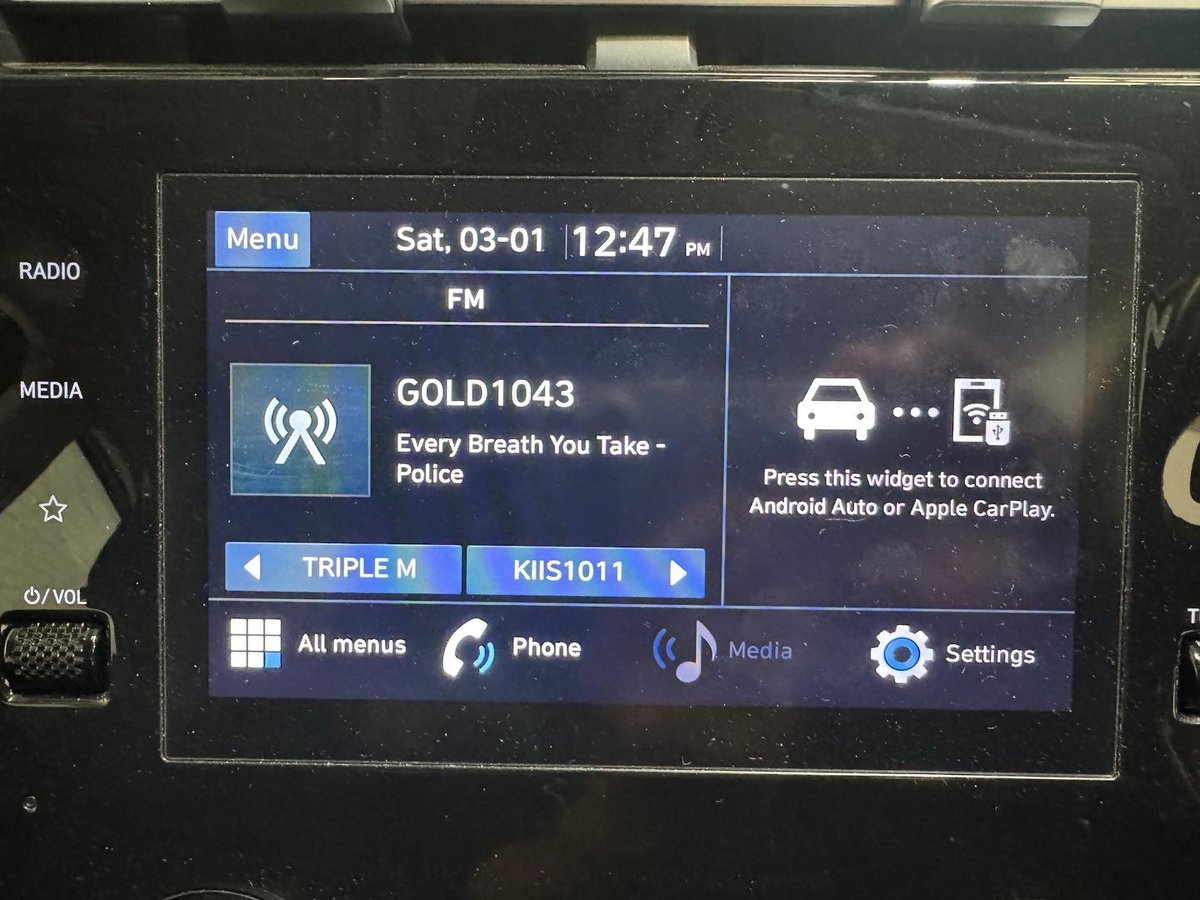 Menu
Sat, 03-01
12:47 PM
RADIO
FM
MEDIA
GOLD1043
Every Breath You Take -
Police
Press this widget to connect
Android Auto or Apple CarPlay.
TRIPLE M
KIIS1011
/ VOL
All menus
Phone
Media
Settings